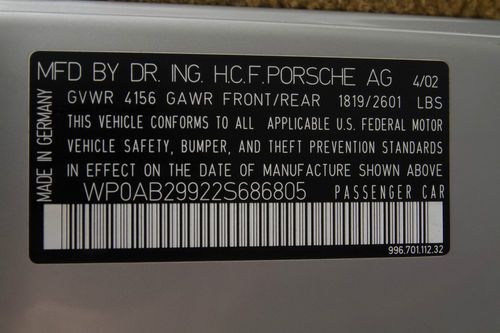 MFD BY DR. ING. H.C.F.PORSCHE AG 4/02
GVWR 4156 GAWR FRONT/REAR 1819/2601 LBS
THIS VEHICLE CONFORMS TO ALL APPLICABLE U.S. FEDERAL MOTOR
VEHICLE SAFETY, BUMPER, AND THEFT PREVENTION STANDARDS
IN EFFECT ON THE DATE OF MANUFACTURE SHOWN ABOVE.
WP0AB29922S686805 PASSENGER CAR
996.701.112.32
MADE IN GERMANY